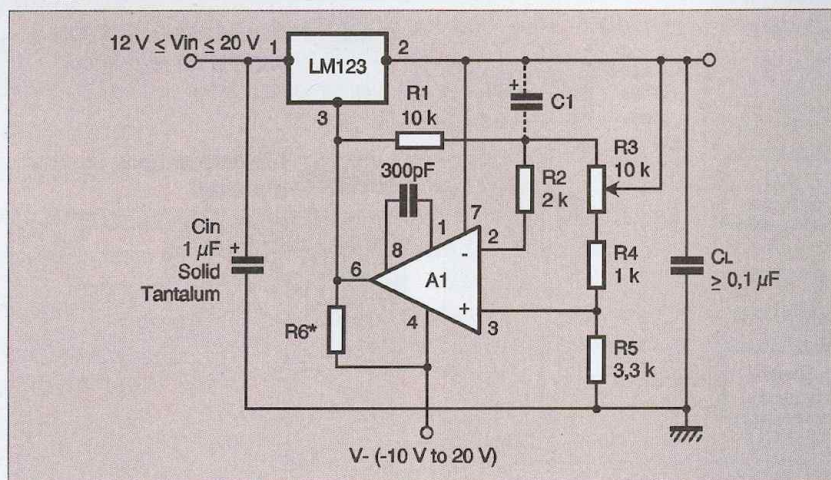 12 V ≤ Vin ≤ 20 V
1
LM123
2
3
R1
10 k
+
C1
R3
10 k
300pF
R2
2 k
7
1
8
2
Cin
1 µF +
Solid
Tantalum
6
A1
-
+
R4
1 k
CL
≥ 0,1 µF
4
3
R6*
R5
3,3 k
V- (-10 V to 20 V)